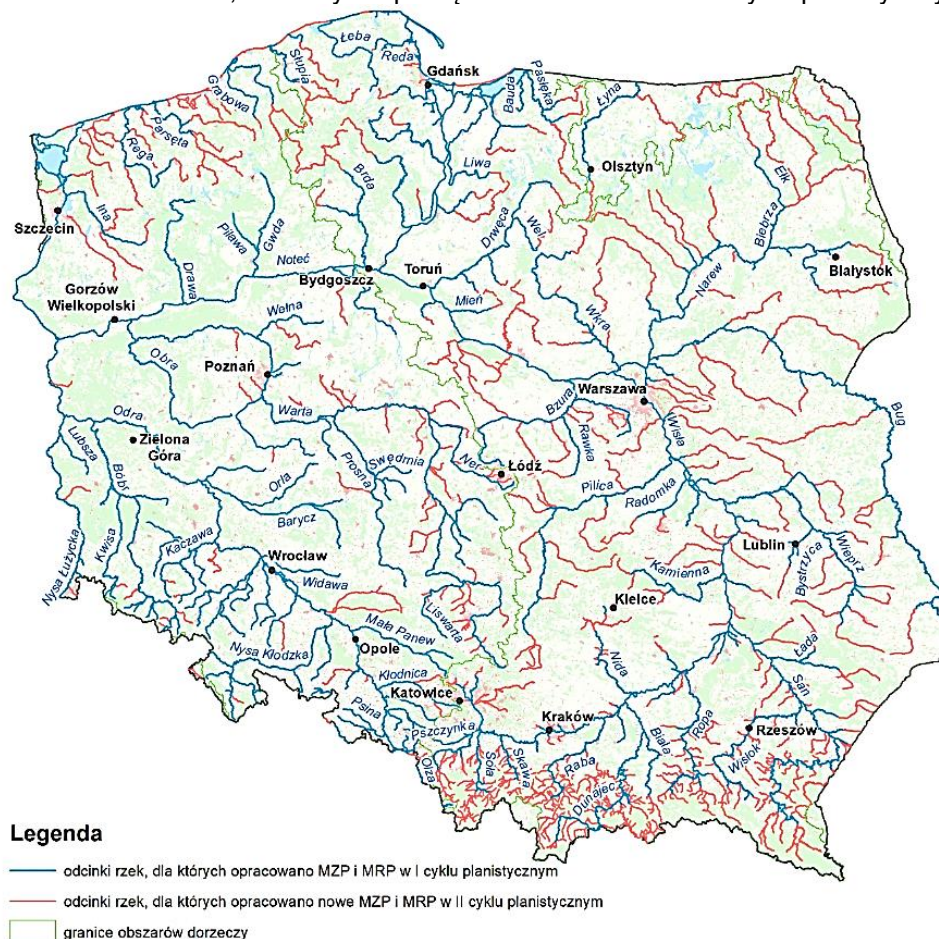 Łeba
Słupia
Reda
Gdańsk
Grabowa
Bauda
Pasłęka
Łyna
Parsęta
Rega
Liwa
Olsztyn
Brda
Ełk
Ina
Szczecin
Drwęca
Wel
Biebrza
Piława
Gwda
Drawa
Noteć
Toruń
Bydgoszcz
Narew
Białystok
Gorzów
Wielkopolski
Mień
Wełna
Wkra
Obra
Poznań
Warszawa
Bzura
Warta
Odra
Bug
Wisła
Rawka
Zielona
Góra
Lubsza
Bóbr
Prosna
Swędrnia
Ner
Łódź
Orla
Pilica
Radomka
Barycz
Kaczawa
Kwisa
Nysa Łużycka
Wrocław
Lublin
Bystrzyca
Wieprz
Widawa
Kamienna
Kielce
Liswarta
Mała Panew
Opole
Nysa Kłodzka
Łada
Nida
Kłodnica
Katowice
San
Psina
Kraków
Ropa
Rzeszów
Pszczynka
Biała
Wisłok
Olza
Soła
Skawa
Raba
Dunajec
Legenda
odcinki rzek, dla których opracowano MZP i MRP w I cyklu planistycznym
odcinki rzek, dla których opracowano nowe MZP i MRP w II cyklu planistycznym
granice obszarów dorzeczy